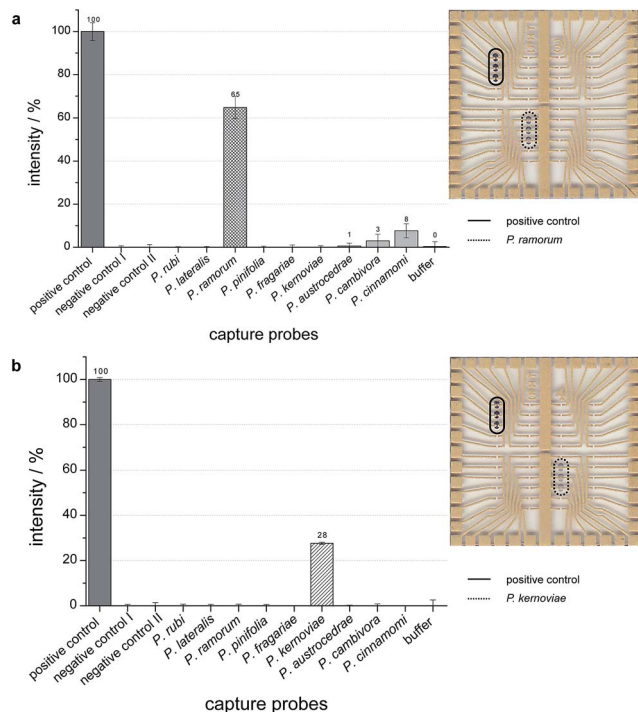 a
intensity / %
100
80
60
40
20
0
100
65
1
3
8
0
positive control
negative control I
negative control II
P. rubi
P. lateralis
P. ramorum
P. pinifolia
P. fragariae
P. kernoviae
P. austrocedrae
P. cambivora
P. cinnamomi
buffer
capture probes
positive control
P. ramorum
b
intensity / %
100
80
60
40
20
0
100
28
positive control
negative control I
negative control II
P. rubi
P. lateralis
P. ramorum
P. pinifolia
P. fragariae
P. kernoviae
P. austrocedrae
P. cambivora
P. cinnamomi
buffer
capture probes
positive control
P. kernoviae